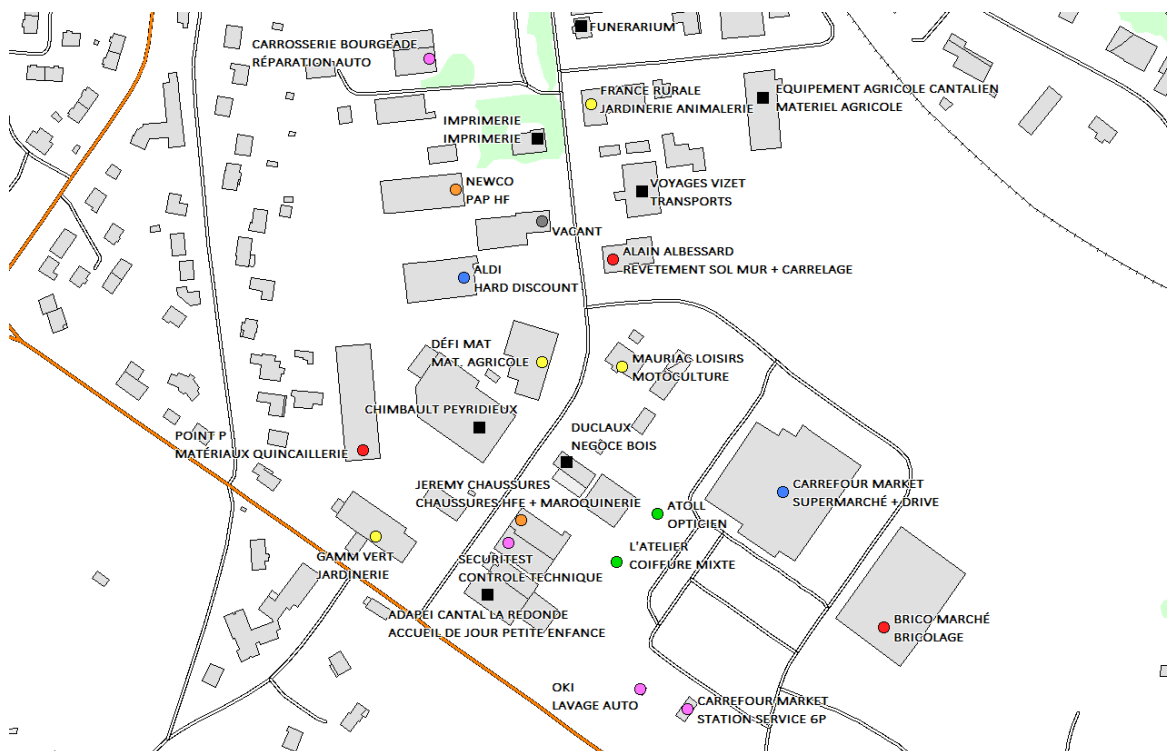 FUNERARIUM
CARROSSERIE BOURGEADE
RÉPARATION AUTO
FRANCE RURALE
JARDINERIE ANIMALERIE
EQUIPEMENT AGRICOLE CANTALIEN
MATERIEL AGRICOLE
IMPRIMERIE
IMPRIMERIE
NEWCO
PAP HF
VOYAGES VIZET
TRANSPORTS
VACANT
ALAIN ALBESSARD
REVETEMENT SOL MUR + CARRELAGE
ALDI
HARD DISCOUNT
DÉFI MAT
MAT. AGRICOLE
MAURIAC LOISIRS
MOTOCULTURE
CHIMBAULT PEYRIDIEUX
POINT P
MATÉRIAUX QUINCAILLERIE
DUCLAUX
NEGOCE BOIS
JEREMY CHAUSSURES
CHAUSSURES HFE + MAROQUINERIE
CARREFOUR MARKET
SUPERMARCHÉ + DRIVE
ATOLL
OPTICIEN
GAMM VERT
JARDINERIE
SECURITEST
CONTROLE TECHNIQUE
L'ATELIER
COIFFURE MIXTE
ADAPEI CANTAL LA REDONDE
ACCUEIL DE JOUR PETITE ENFANCE
BRICO MARCHÉ
BRICOLAGE
OKI
LAVAGE AUTO
CARREFOUR MARKET
STATION SERVICE 6P